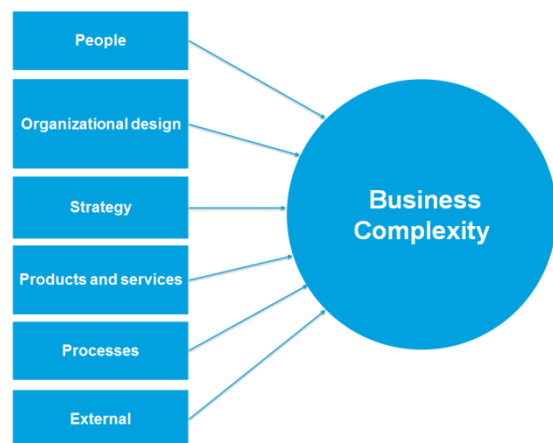 People
Organizational design
Strategy
Products and services
Processes
External
Business
Complexity